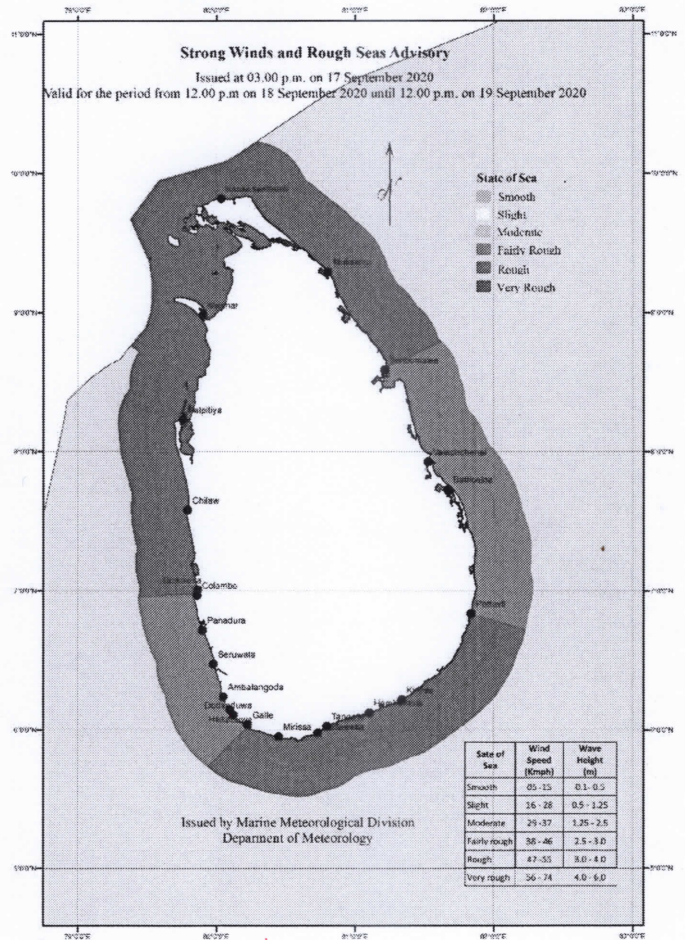 Strong Winds and Rough Seas Advisory
Issued at 03.00 p.m. on 17 September 2020
Valid for the period from 12.00 p.m on 18 September 2020 until 12.00 p.m. on 19 September 2020
State of Sea
Smooth
Slight
Moderate
Fairly Rough
Rough
Very Rough
Mannar
Kalpitiya
Chilaw
Colombo
Panadura
Seruwata
Ambalangoda
Galle
Mirissa
Trincomalee
Batticaloa
Pottuvil
Issued by Marine Meteorological Division
Deparment of Meteorology
Sate of Sea | Wind Speed (Kmph) | Wave Height (m)
Smooth 05 - 15 0.1- 0.5
Slight 16 - 28 0.5 - 1.25
Moderate 29 -37 1.25 - 2.5
Fairly rough 38 - 46 2.5 - 3.0
Rough 47 -55 3.0 - 4.0
Very rough 56 - 74 4.0 - 6.0